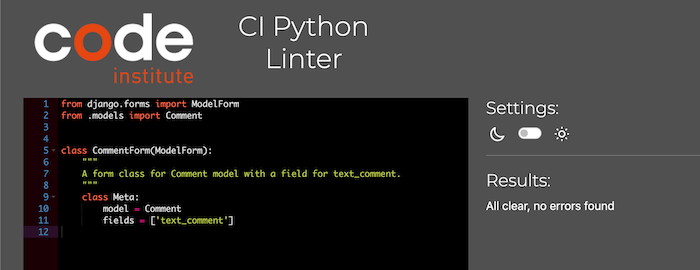 code
institute
CI Python
Linter
1 from django.forms import ModelForm
2 from .models import Comment
3
4
5 class CommentForm(ModelForm):
6     """
7     A form class for Comment model with a field for text_comment.
8     """
9     class Meta:
10         model = Comment
11         fields = ['text_comment']
12
Settings:
Results:
All clear, no errors found